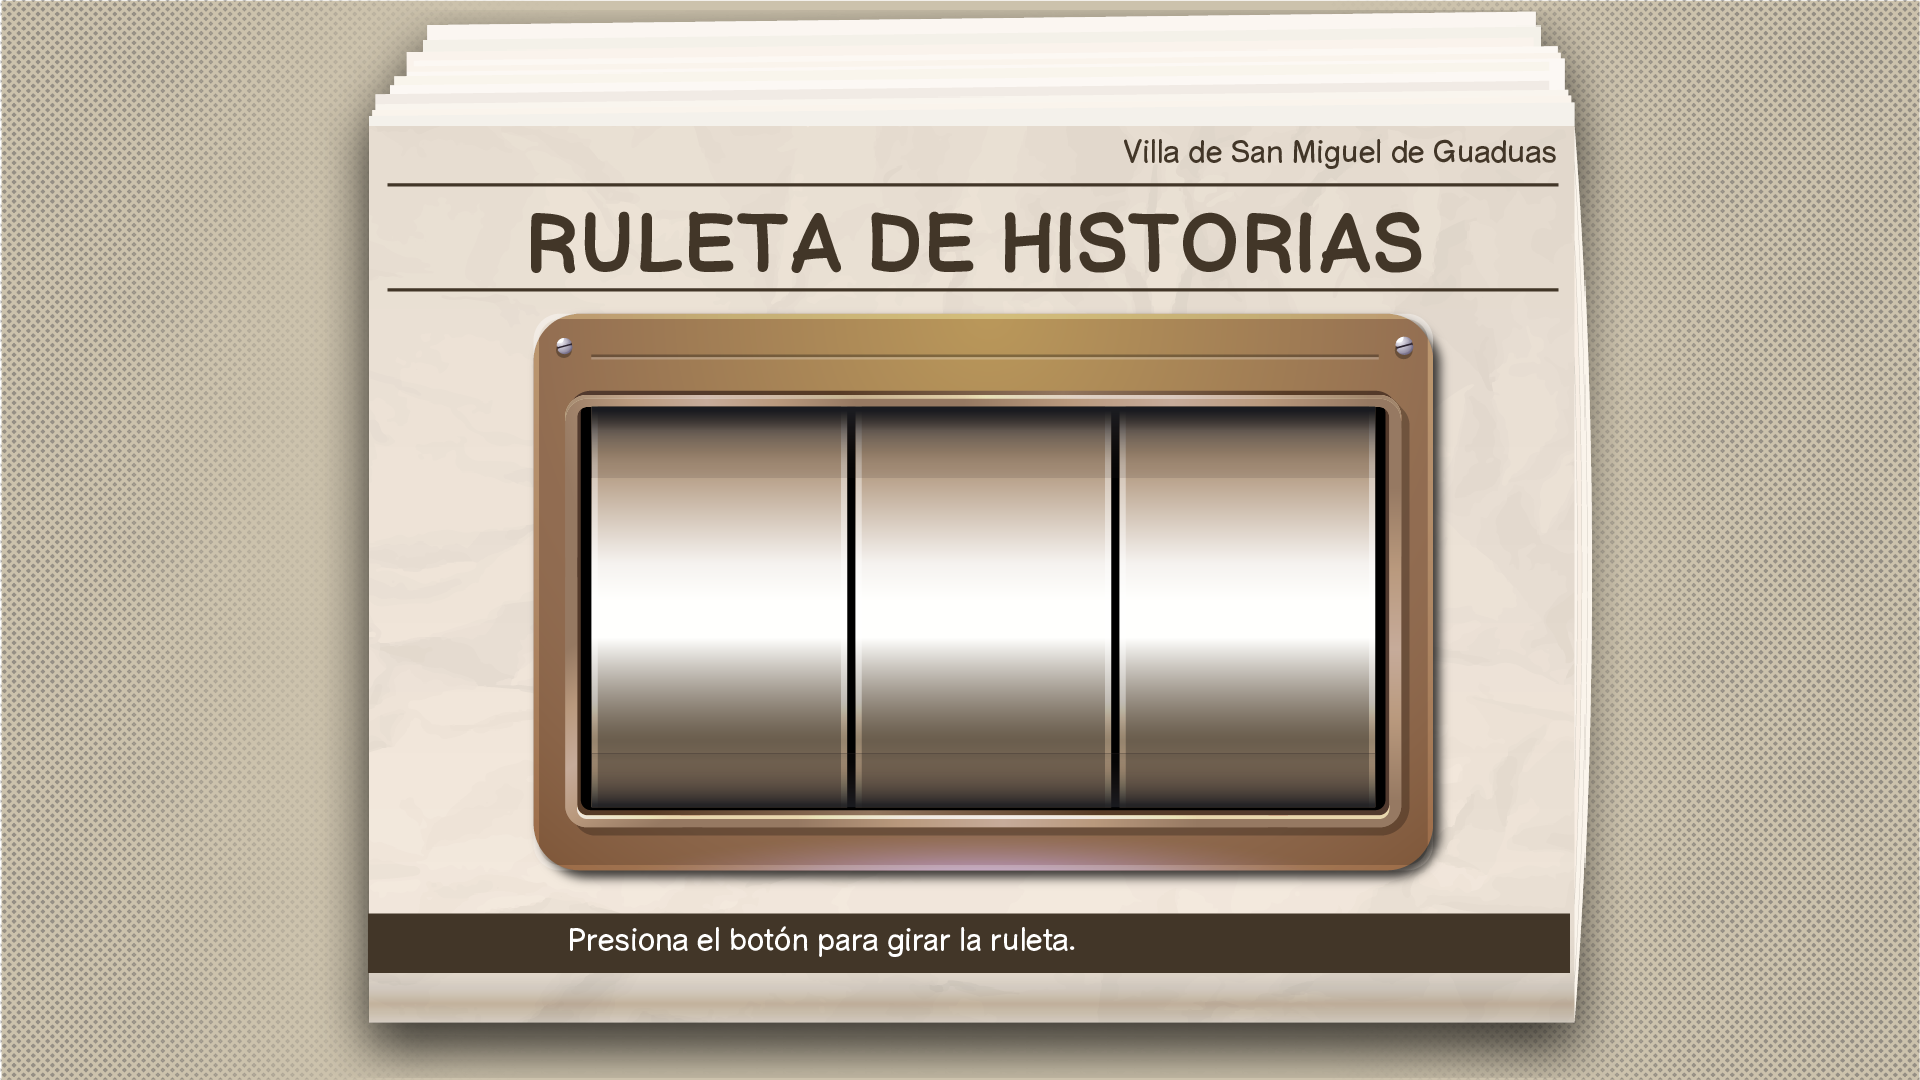 Villa de San Miguel de Guaduas
RULETA DE HISTORIAS
Presiona el botón para girar la ruleta.